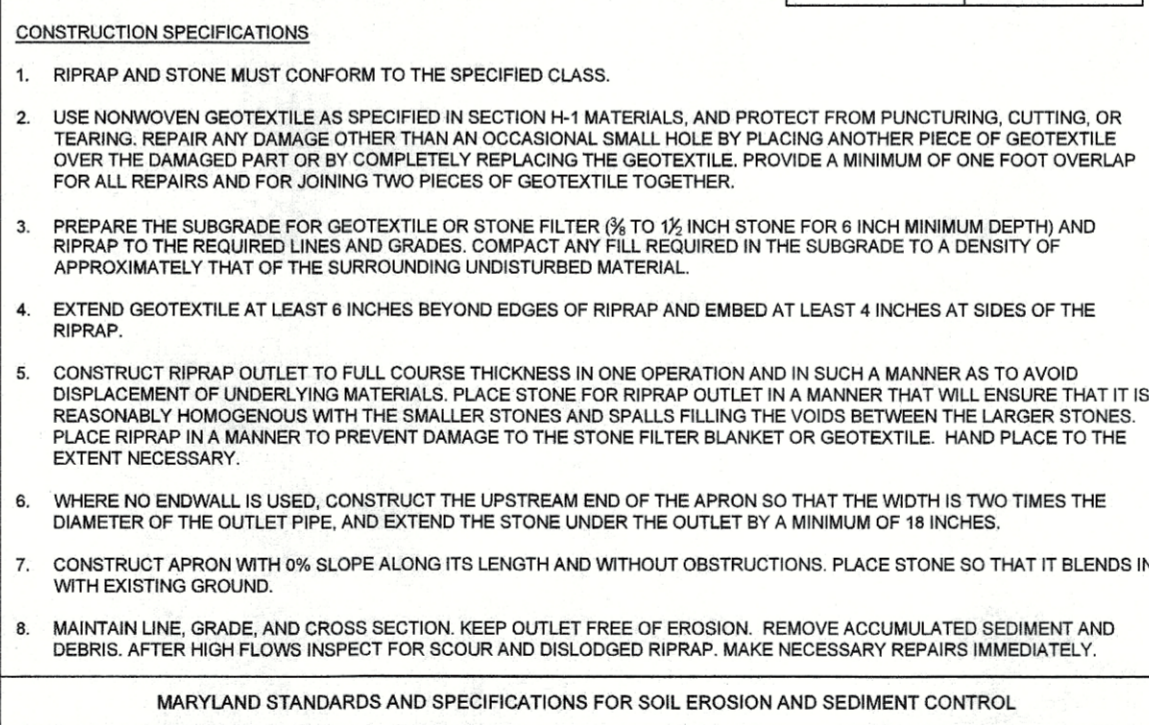 CONSTRUCTION SPECIFICATIONS
1. RIPRAP AND STONE MUST CONFORM TO THE SPECIFIED CLASS.
2. USE NONWOVEN GEOTEXTILE AS SPECIFIED IN SECTION H-1 MATERIALS, AND PROTECT FROM PUNCTURING, CUTTING, OR
TEARING. REPAIR ANY DAMAGE OTHER THAN AN OCCASIONAL SMALL HOLE BY PLACING ANOTHER PIECE OF GEOTEXTILE
OVER THE DAMAGED PART OR BY COMPLETELY REPLACING THE GEOTEXTILE. PROVIDE A MINIMUM OF ONE FOOT OVERLAP
FOR ALL REPAIRS AND FOR JOINING TWO PIECES OF GEOTEXTILE TOGETHER.
3. PREPARE THE SUBGRADE FOR GEOTEXTILE OR STONE FILTER (⅜ TO 1½ INCH STONE FOR 6 INCH MINIMUM DEPTH) AND
RIPRAP TO THE REQUIRED LINES AND GRADES. COMPACT ANY FILL REQUIRED IN THE SUBGRADE TO A DENSITY OF
APPROXIMATELY THAT OF THE SURROUNDING UNDISTURBED MATERIAL.
4. EXTEND GEOTEXTILE AT LEAST 6 INCHES BEYOND EDGES OF RIPRAP AND EMBED AT LEAST 4 INCHES AT SIDES OF THE
RIPRAP.
5. CONSTRUCT RIPRAP OUTLET TO FULL COURSE THICKNESS IN ONE OPERATION AND IN SUCH A MANNER AS TO AVOID
DISPLACEMENT OF UNDERLYING MATERIALS. PLACE STONE FOR RIPRAP OUTLET IN A MANNER THAT WILL ENSURE THAT IT IS
REASONABLY HOMOGENOUS WITH THE SMALLER STONES AND SPALLS FILLING THE VOIDS BETWEEN THE LARGER STONES.
PLACE RIPRAP IN A MANNER TO PREVENT DAMAGE TO THE STONE FILTER BLANKET OR GEOTEXTILE. HAND PLACE TO THE
EXTENT NECESSARY.
6. WHERE NO ENDWALL IS USED, CONSTRUCT THE UPSTREAM END OF THE APRON SO THAT THE WIDTH IS TWO TIMES THE
DIAMETER OF THE OUTLET PIPE, AND EXTEND THE STONE UNDER THE OUTLET BY A MINIMUM OF 18 INCHES.
7. CONSTRUCT APRON WITH 0% SLOPE ALONG ITS LENGTH AND WITHOUT OBSTRUCTIONS. PLACE STONE SO THAT IT BLENDS IN
WITH EXISTING GROUND.
8. MAINTAIN LINE, GRADE, AND CROSS SECTION. KEEP OUTLET FREE OF EROSION. REMOVE ACCUMULATED SEDIMENT AND
DEBRIS. AFTER HIGH FLOWS INSPECT FOR SCOUR AND DISLODGED RIPRAP. MAKE NECESSARY REPAIRS IMMEDIATELY.
MARYLAND STANDARDS AND SPECIFICATIONS FOR SOIL EROSION AND SEDIMENT CONTROL